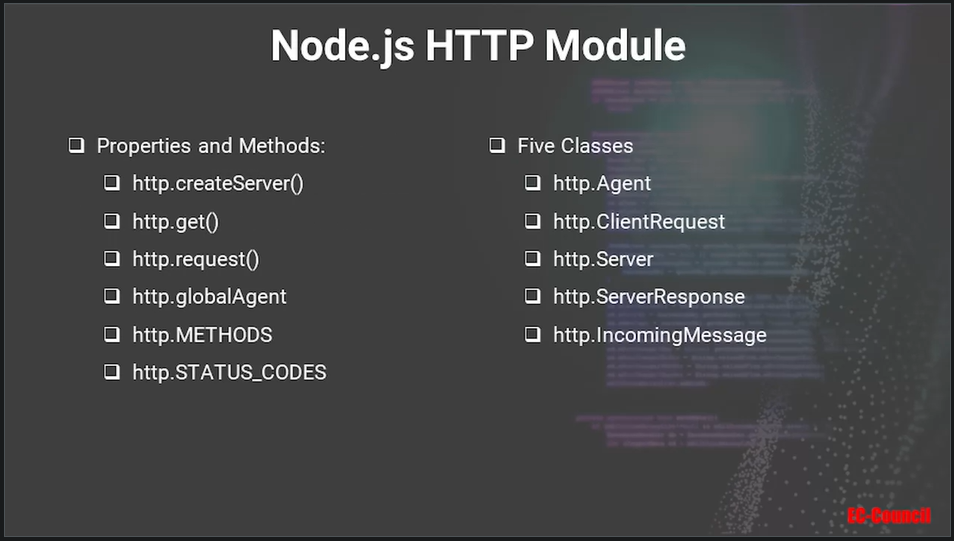 Node.js HTTP Module
Properties and Methods:
http.createServer()
http.get()
http.request()
http.globalAgent
http.METHODS
http.STATUS_CODES
Five Classes
http.Agent
http.ClientRequest
http.Server
http.ServerResponse
http.IncomingMessage
EC-Council